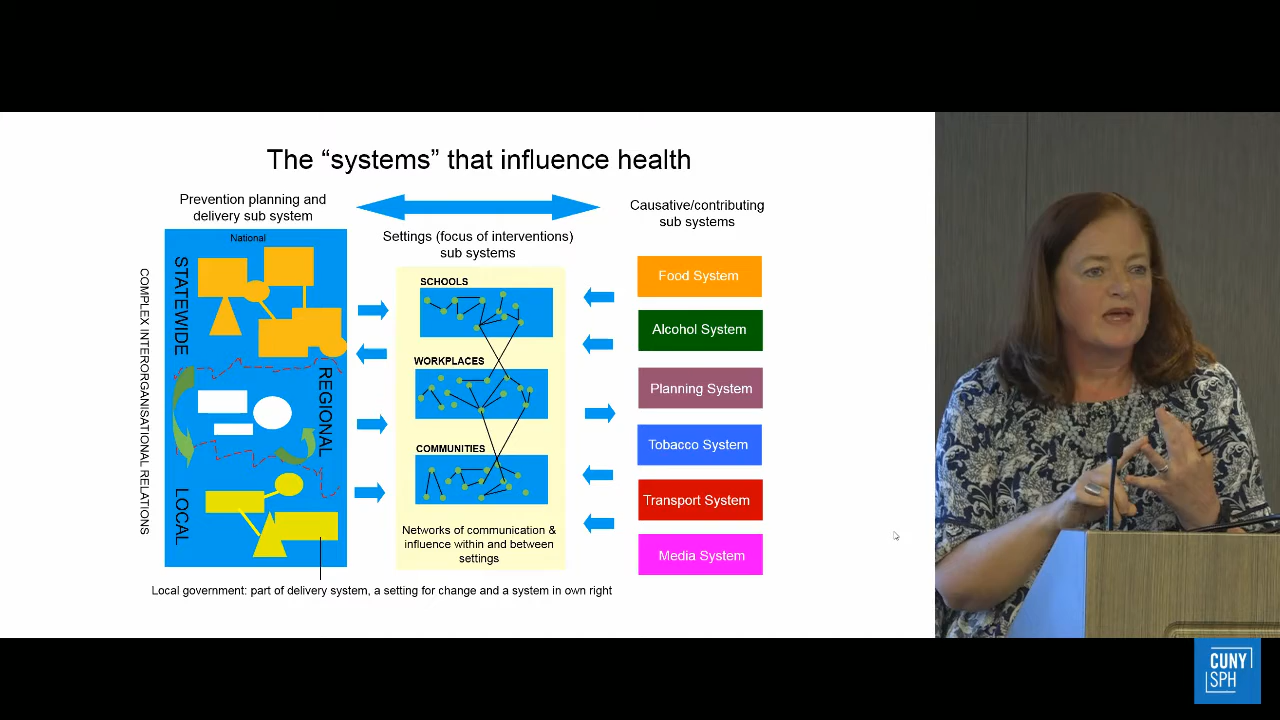 The “systems” that influence health
Prevention planning and
delivery sub system
Settings (focus of interventions)
sub systems
Causative/contributing
sub systems
National
STATEWIDE
REGIONAL
LOCAL
COMPLEX INTERORGANISATIONAL RELATIONS
SCHOOLS
WORKPLACES
COMMUNITIES
Networks of communication &
influence within and between
settings
Food System
Alcohol System
Planning System
Tobacco System
Transport System
Media System
Local government: part of delivery system, a setting for change and a system in own right
CUNY
SPH